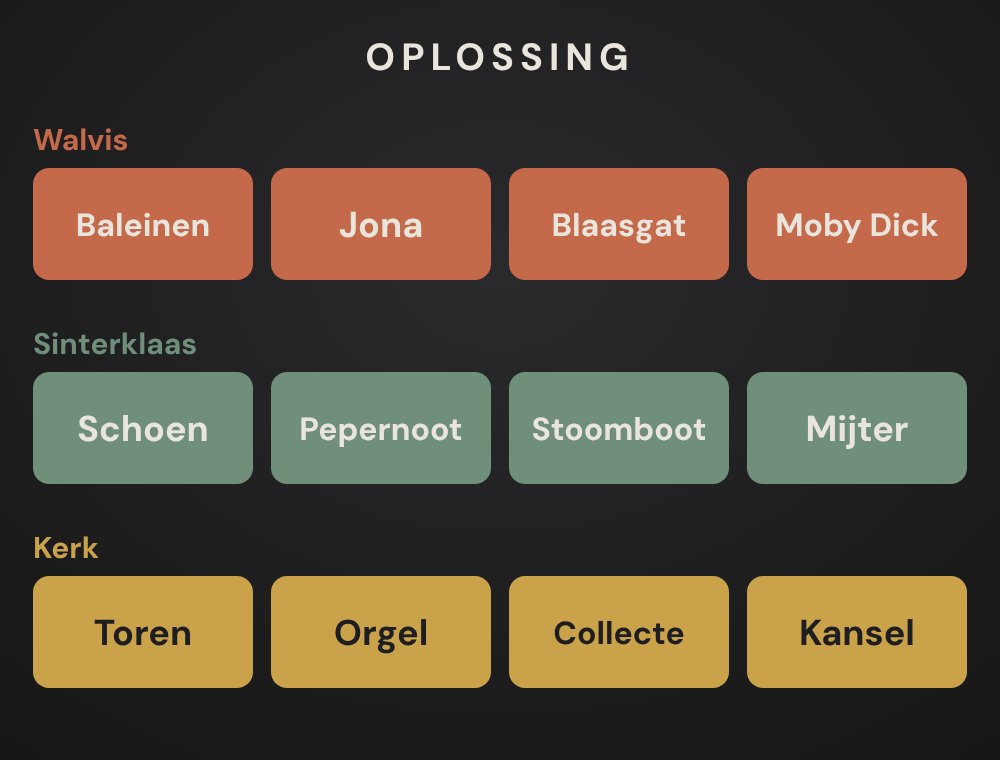 OPLOSSING
Walvis
Baleinen Jona Blaasgat Moby Dick
Sinterklaas
Schoen Pepernoot Stoomboot Mijter
Kerk
Toren Orgel Collecte Kansel